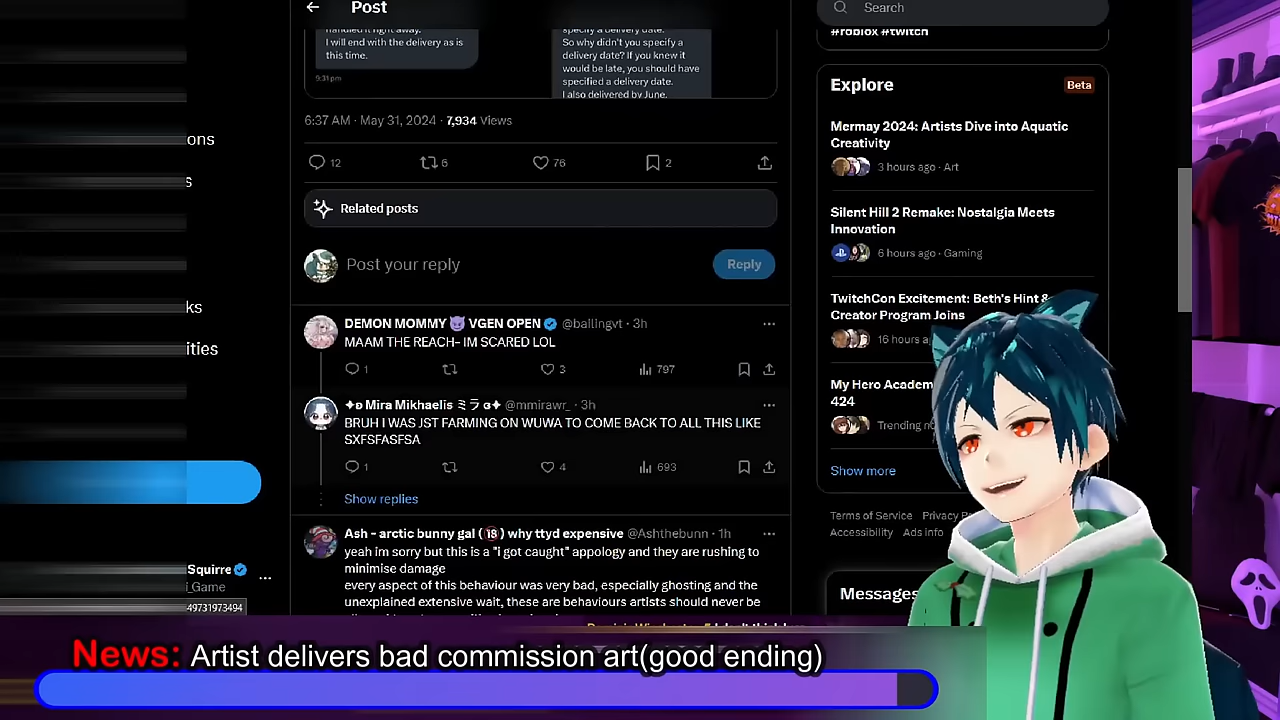 Post
Search
handled it right away.
I will end with the delivery as is
this time.
9:31 pm
specify a delivery date.
So why didn't you specify a
delivery date? If you knew it
would be late, you should have
specified a delivery date.
I also delivered by June.
#roblox #twitch
6:37 AM · May 31, 2024 · 7,934 Views
12
6
76
2
Related posts
Post your reply
Reply
DEMON MOMMY 😈 VGEN OPEN @ballingvt · 3h
MAAM THE REACH- IM SCARED LOL
1
3
797
✦ʚ Mira Mikhaelis ミラ ɞ✦ @mmirawr_ · 3h
BRUH I WAS JST FARMING ON WUWA TO COME BACK TO ALL THIS LIKE
SXFSFASFSA
1
4
693
Show replies
Ash - arctic bunny gal (🔞) why ttyd expensive @Ashthebunn · 1h
yeah im sorry but this is a "i got caught" appology and they are rushing to
minimise damage
every aspect of this behaviour was very bad, especially ghosting and the
unexplained extensive wait, these are behaviours artists should never be
Explore
Beta
Mermay 2024: Artists Dive into Aquatic
Creativity
3 hours ago · Art
Silent Hill 2 Remake: Nostalgia Meets
Innovation
6 hours ago · Gaming
TwitchCon Excitement: Beth's Hint &
Creator Program Joins
16 hours a
My Hero Academ
424
Trending n
Show more
Terms of Service Privacy Po
Accessibility Ads info
Messages
ons
s
ks
ities
Squirre
_Game
49731973494
News: Artist delivers bad commission art(good ending)